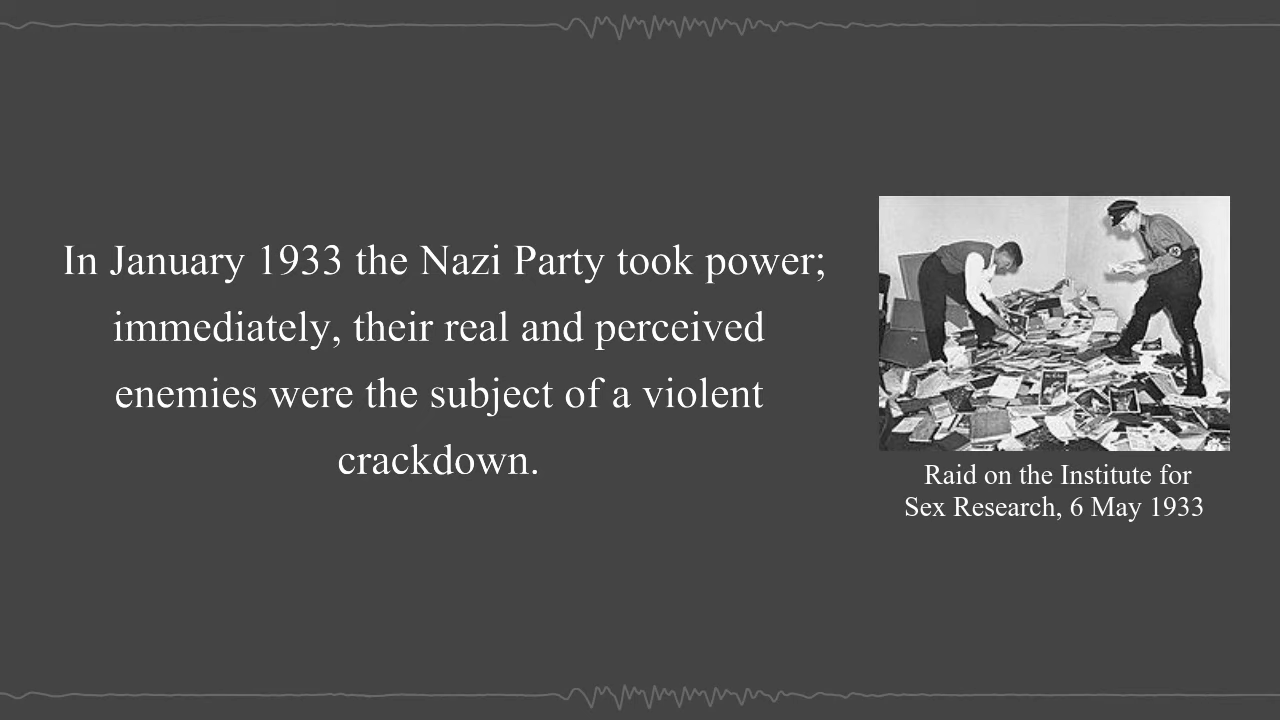 In January 1933 the Nazi Party took power;
immediately, their real and perceived
enemies were the subject of a violent
crackdown.
Raid on the Institute for
Sex Research, 6 May 1933